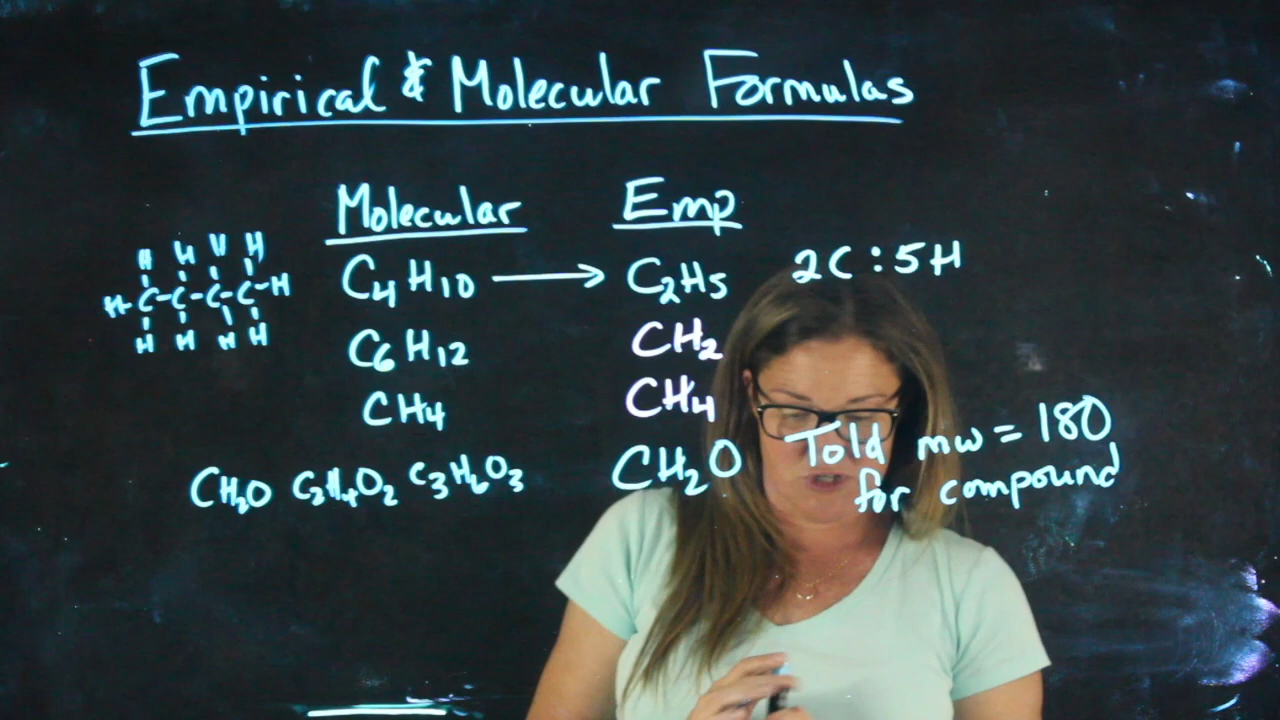 Empirical & Molecular Formulas
Molecular Emp
H H H H
C4H10 → C2H5 2C:5H
H-C-C-C-C-H
H H H H
C6H12 CH2
CH4 CH4
CH2O C2H4O2 C3H6O3 CH2O Told mw = 180
for compound